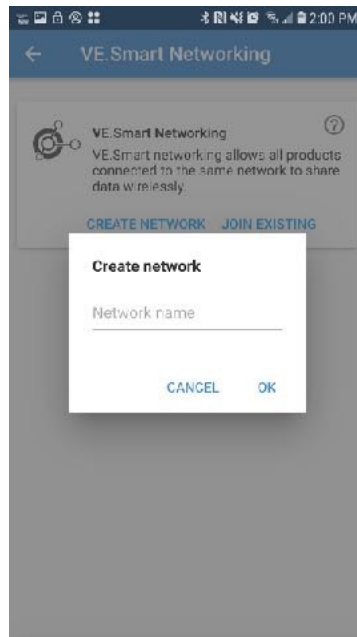 2:00 PM
VE.Smart Networking
VE.Smart Networking
VE.Smart networking allows all products
connected to the same network to share
data wirelessly.
CREATE NETWORK JOIN EXISTING
Create network
Network name
CANCEL OK